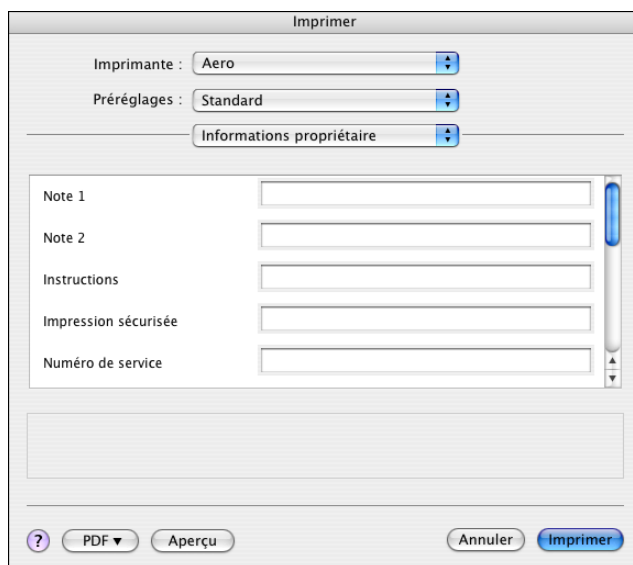 Imprimer
Imprimante : Aero
Préréglages : Standard
Informations propriétaire
Note 1
Note 2
Instructions
Impression sécurisée
Numéro de service
? PDF ▼ Aperçu Annuler Imprimer